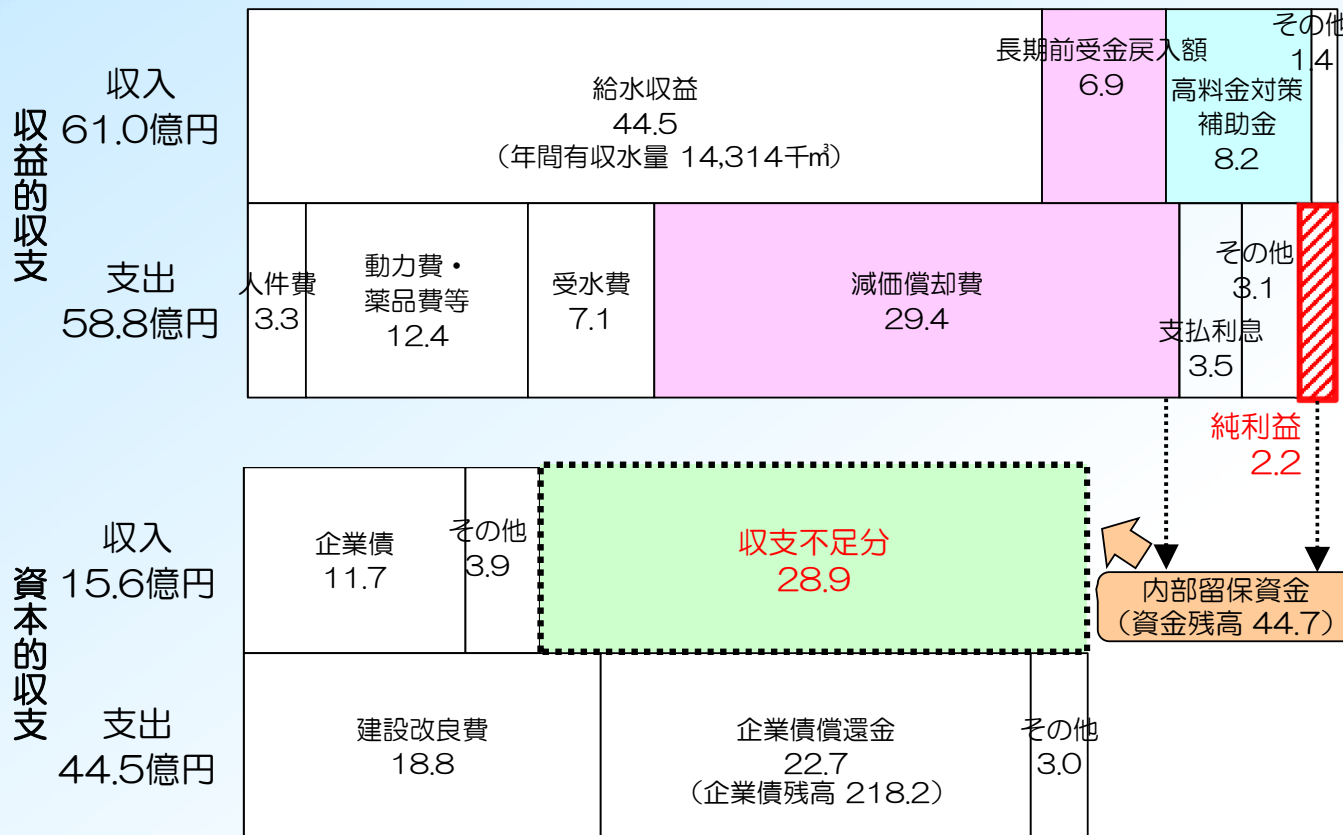 収益的収支
収入
61.0億円
給水収益
44.5
（年間有収水量 14,314千㎥）
長期前受金戻入額
6.9
高料金対策
補助金
8.2
その他
1.4
支出
58.8億円
人件費
3.3
動力費・
薬品費等
12.4
受水費
7.1
減価償却費
29.4
支払利息
3.5
その他
3.1
純利益
2.2
資本的収支
収入
15.6億円
企業債
11.7
その他
3.9
収支不足分
28.9
内部留保資金
（資金残高 44.7）
支出
44.5億円
建設改良費
18.8
企業債償還金
22.7
（企業債残高 218.2）
その他
3.0